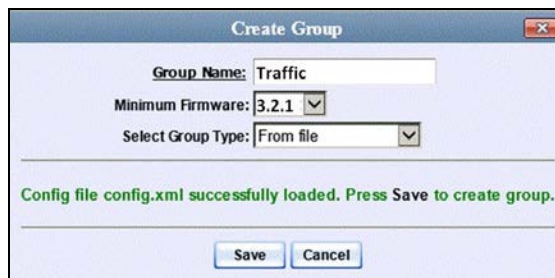 Create Group
Group Name: Traffic
Minimum Firmware: 3.2.1
Select Group Type: From file
Config file config.xml successfully loaded. Press Save to create group.
Save Cancel